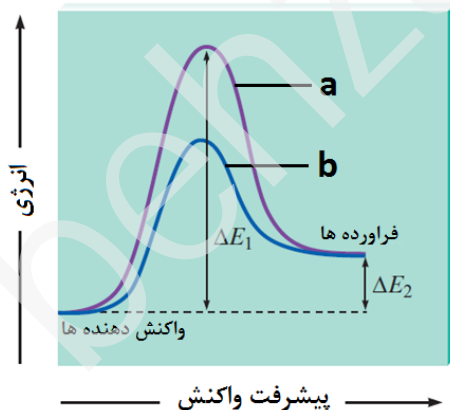 a
b
ΔE₁
فراورده ها
ΔE₂
واکنش دهنده ها
انرژی
پیشرفت واکنش